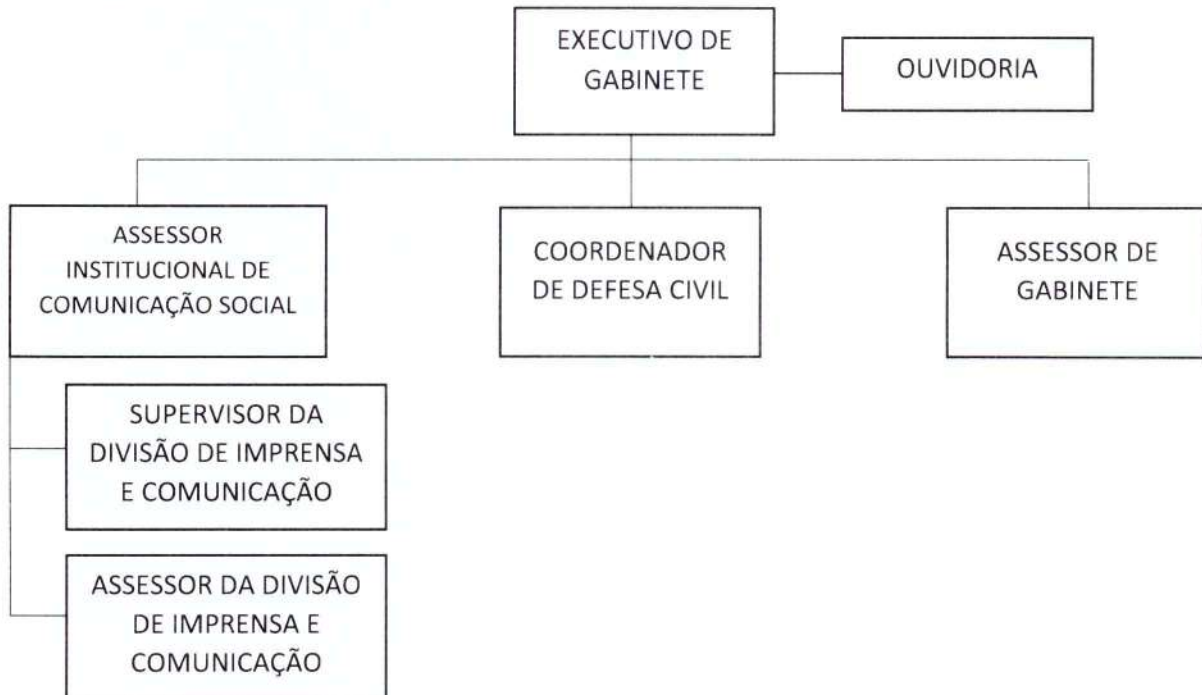 EXECUTIVO DE
GABINETE
OUVIDORIA
ASSESSOR
INSTITUCIONAL DE
COMUNICAÇÃO SOCIAL
COORDENADOR
DE DEFESA CIVIL
ASSESSOR DE
GABINETE
SUPERVISOR DA
DIVISÃO DE IMPRENSA
E COMUNICAÇÃO
ASSESSOR DA DIVISÃO
DE IMPRENSA E
COMUNICAÇÃO